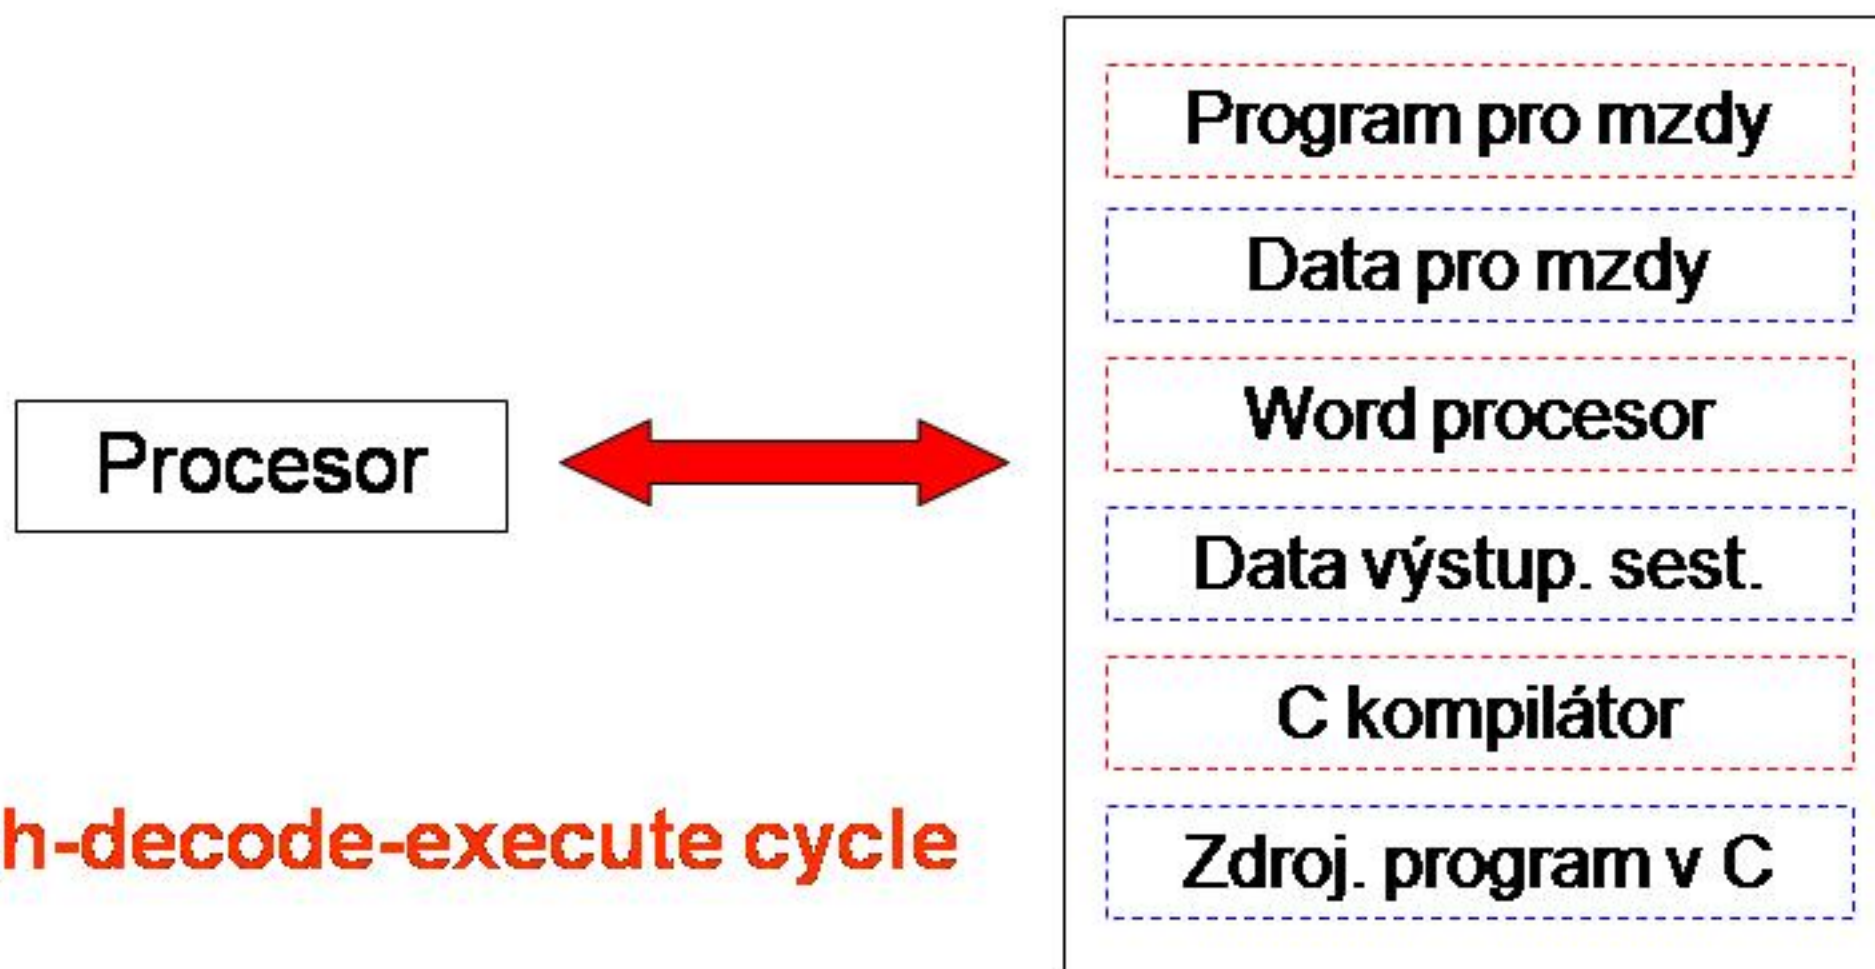 Program pro mzdy
Data pro mzdy
Word procesor
Procesor
Data výstup. sest.
C kompilátor
h-decode-execute cycle
Zdroj. program v C